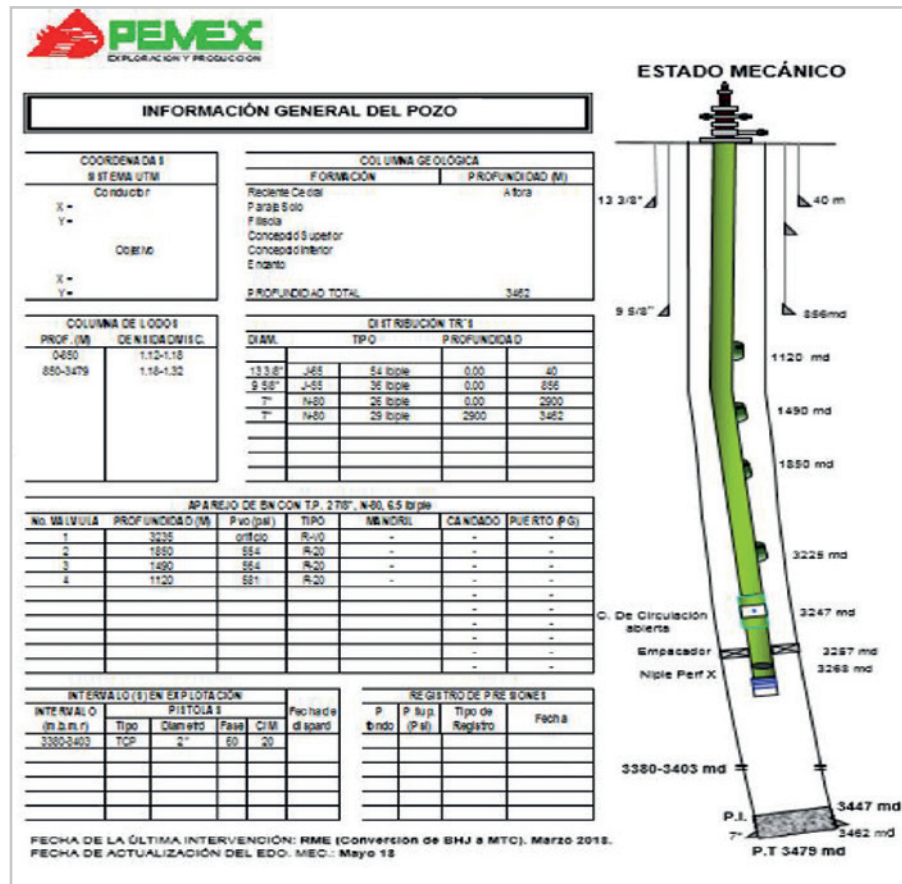 PEMEX
EXPLORACIÓN Y PRODUCCIÓN
INFORMACIÓN GENERAL DEL POZO
COORDENADAS
SISTEMA UTM
Conductor
X =
Y =
Objetivo
X =
Y =
COLUMNA GEOLÓGICA
FORMACIÓN PROFUNDIDAD (M)
Reciente Cedral Aflora
Paraje Solo
Filisola
Concepció Superior
Concepció Inferior
Encanto
PROFUNDIDAD TOTAL 3462
COLUMNA DE LODOS
PROF. (M) DENSIDAD/VISC.
0-850 1.12-1.18
850-3479 1.18-1.32
DISTRIBUCIÓN TR'S
DIAM. TIPO PROFUNDIDAD
13 3/8" 54 lb/pie 0.00 40
9 5/8" J-55 36 lb/pie 0.00 856
7" N-80 26 lb/pie 0.00 2900
7" N-80 29 lb/pie 2900 3462
APAREJO DE BN CON T.P. 2 7/8", N-80, 6.5 lb/pie
No. VALVULA PROFUNDIDAD (M) Pvo (psi) TIPO MANDRIL CANDADO PUERTO (PG)
1 3235 orificio - - -
2 1850 554 R-20 - - -
3 1490 564 R-20 - - -
4 1120 581 R-20 - - -
- -
- -
- -
- -
- -
- -
- -
INTERVALO (S) EN EXPLOTACIÓN
INTERVALO (m.b.m.r) PISTOLAS Fecha de disparó
Tipo Diametró Fase C/M
3380-3403 TCP 2" 60 20
REGISTRO DE PRESIONES
P fondo P sup. (Psi) Tipo de Registro Fecha
FECHA DE LA ÚLTIMA INTERVENCIÓN: RME (Conversión de BHJ a MTC). Marzo 2018.
FECHA DE ACTUALIZACIÓN DEL EDO. MEC.: Mayo 18
ESTADO MECÁNICO
13 3/8"
40 m
9 5/8"
856md
1120 md
1490 md
1850 md
3225 md
C. De Circulación abierta
3247 md
Empacador
3257 md
Niple Perf X
3268 md
3380-3403 md
3447 md
P.I.
7"
3462 md
P.T 3479 md